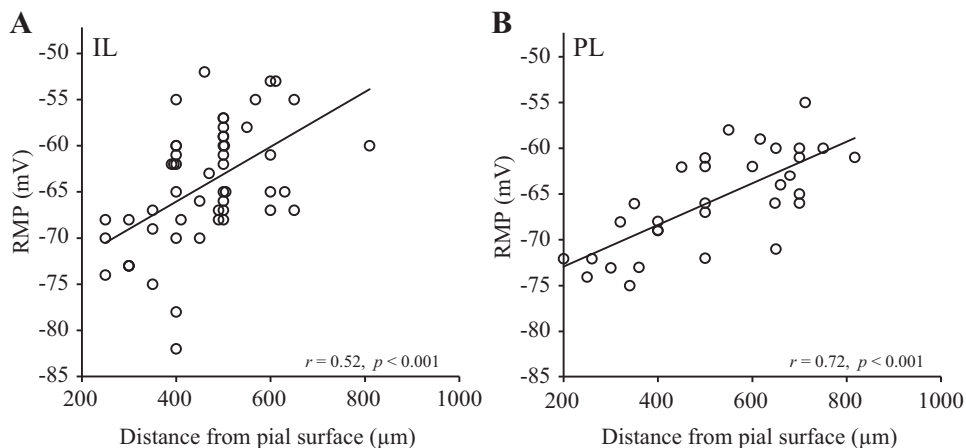 A
IL
-50
-55
-60
-65
-70
-75
-80
-85
RMP (mV)
r = 0.52, p < 0.001
200 400 600 800 1000
Distance from pial surface (µm)
B
PL
-50
-55
-60
-65
-70
-75
-80
-85
RMP (mV)
r = 0.72, p < 0.001
200 400 600 800 1000
Distance from pial surface (µm)